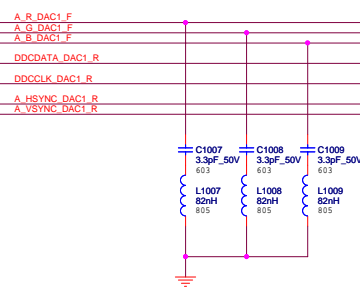 A_R_DAC1_F
A_G_DAC1_F
A_B_DAC1_F
DDCDATA_DAC1_R
DDCCLK_DAC1_R
A_HSYNC_DAC1_R
A_VSYNC_DAC1_R
C1007 C1008 C1009
3.3pF_50V 3.3pF_50V 3.3pF_50V
603 603 603
L1007 L1008 L1009
82nH 82nH 82nH
805 805 805